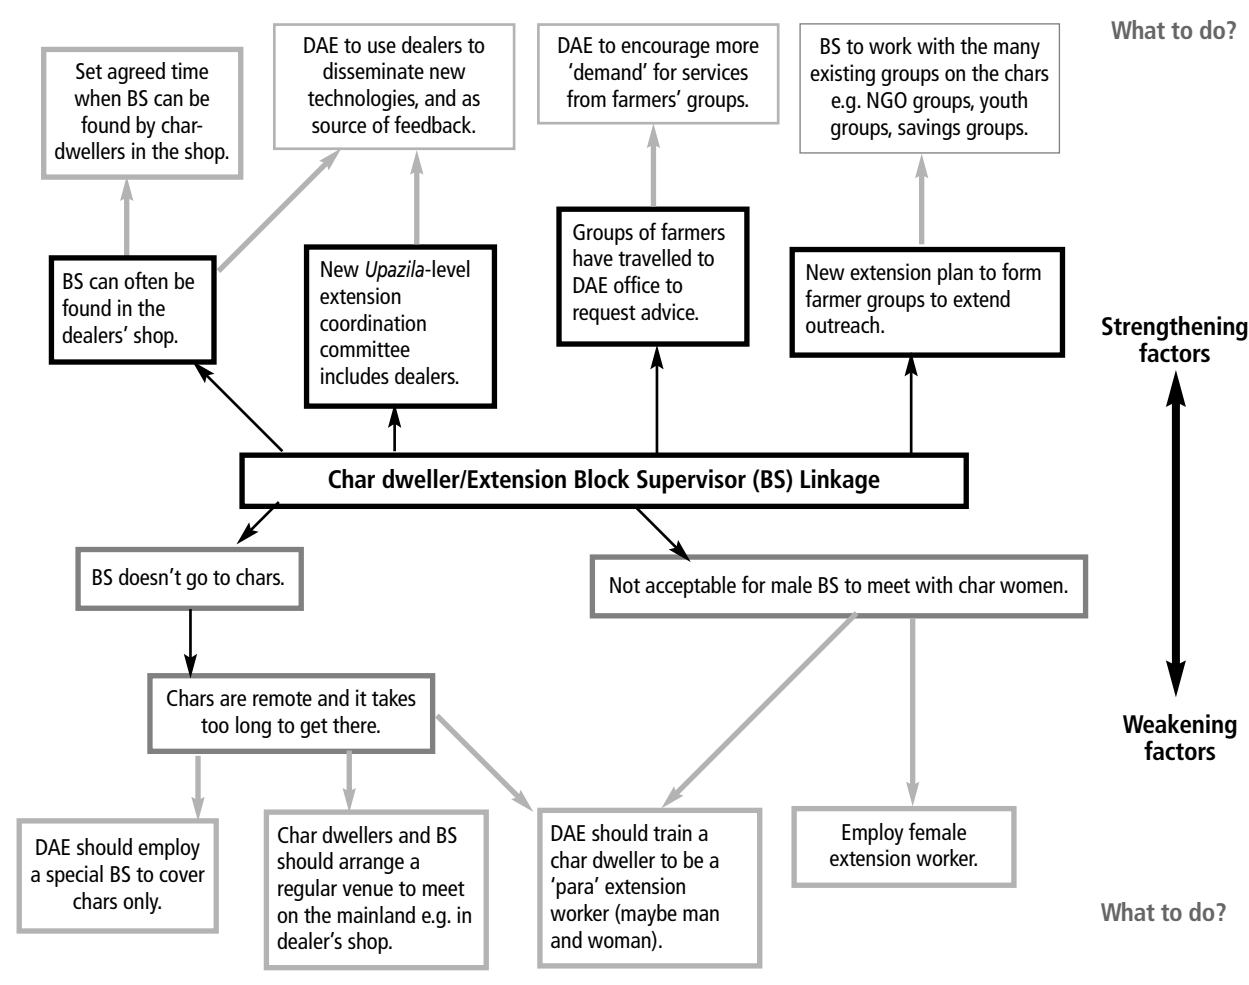 What to do?
Set agreed time
when BS can be
found by char-
dwellers in the shop.
DAE to use dealers to
disseminate new
technologies, and as
source of feedback.
DAE to encourage more
‘demand’ for services
from farmers’ groups.
BS to work with the many
existing groups on the chars
e.g. NGO groups, youth
groups, savings groups.
BS can often be
found in the
dealers’ shop.
New Upazila-level
extension
coordination
committee
includes dealers.
Groups of farmers
have travelled to
DAE office to
request advice.
New extension plan to form
farmer groups to extend
outreach.
Strengthening
factors
Char dweller/Extension Block Supervisor (BS) Linkage
BS doesn’t go to chars.
Not acceptable for male BS to meet with char women.
Chars are remote and it takes
too long to get there.
Weakening
factors
DAE should employ
a special BS to cover
chars only.
Char dwellers and BS
should arrange a
regular venue to meet
on the mainland e.g. in
dealer’s shop.
DAE should train a
char dweller to be a
‘para’ extension
worker (maybe man
and woman).
Employ female
extension worker.
What to do?